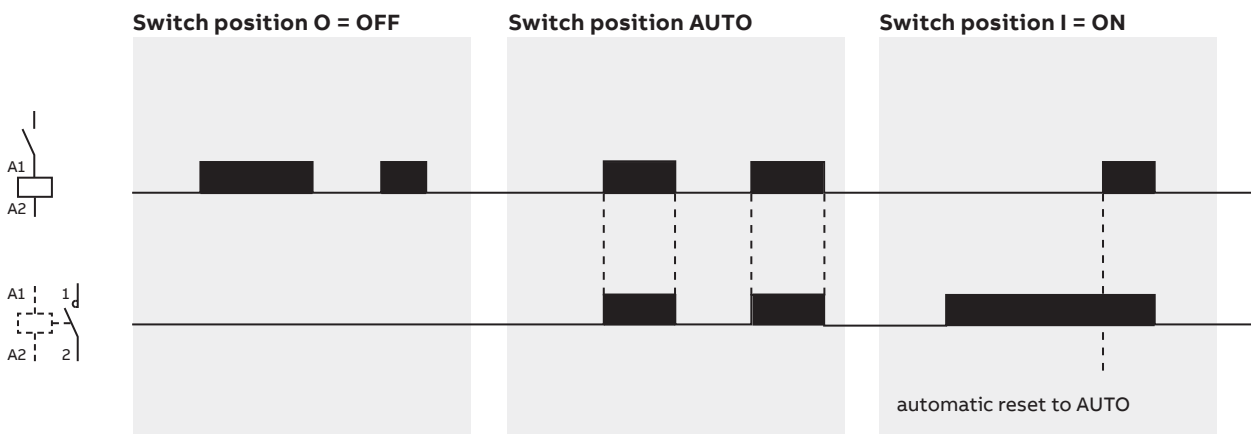 Switch position O = OFF
Switch position AUTO
Switch position I = ON
A1
A2
A1 1
A2 2
automatic reset to AUTO